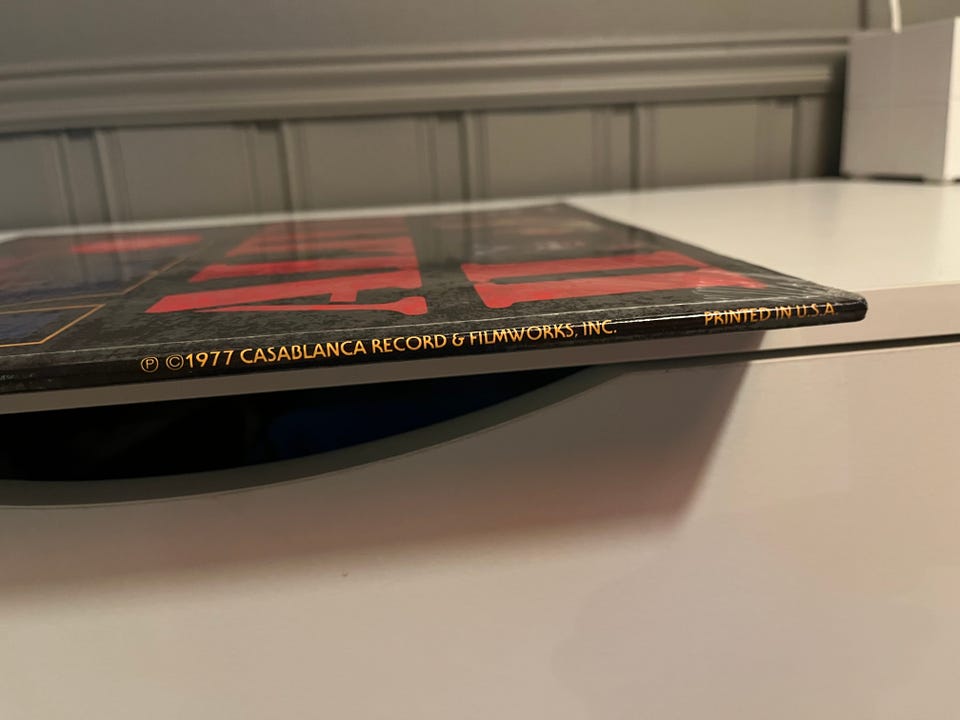 Ⓟ ©1977 CASABLANCA RECORD & FILMWORKS, INC. PRINTED IN U.S.A.